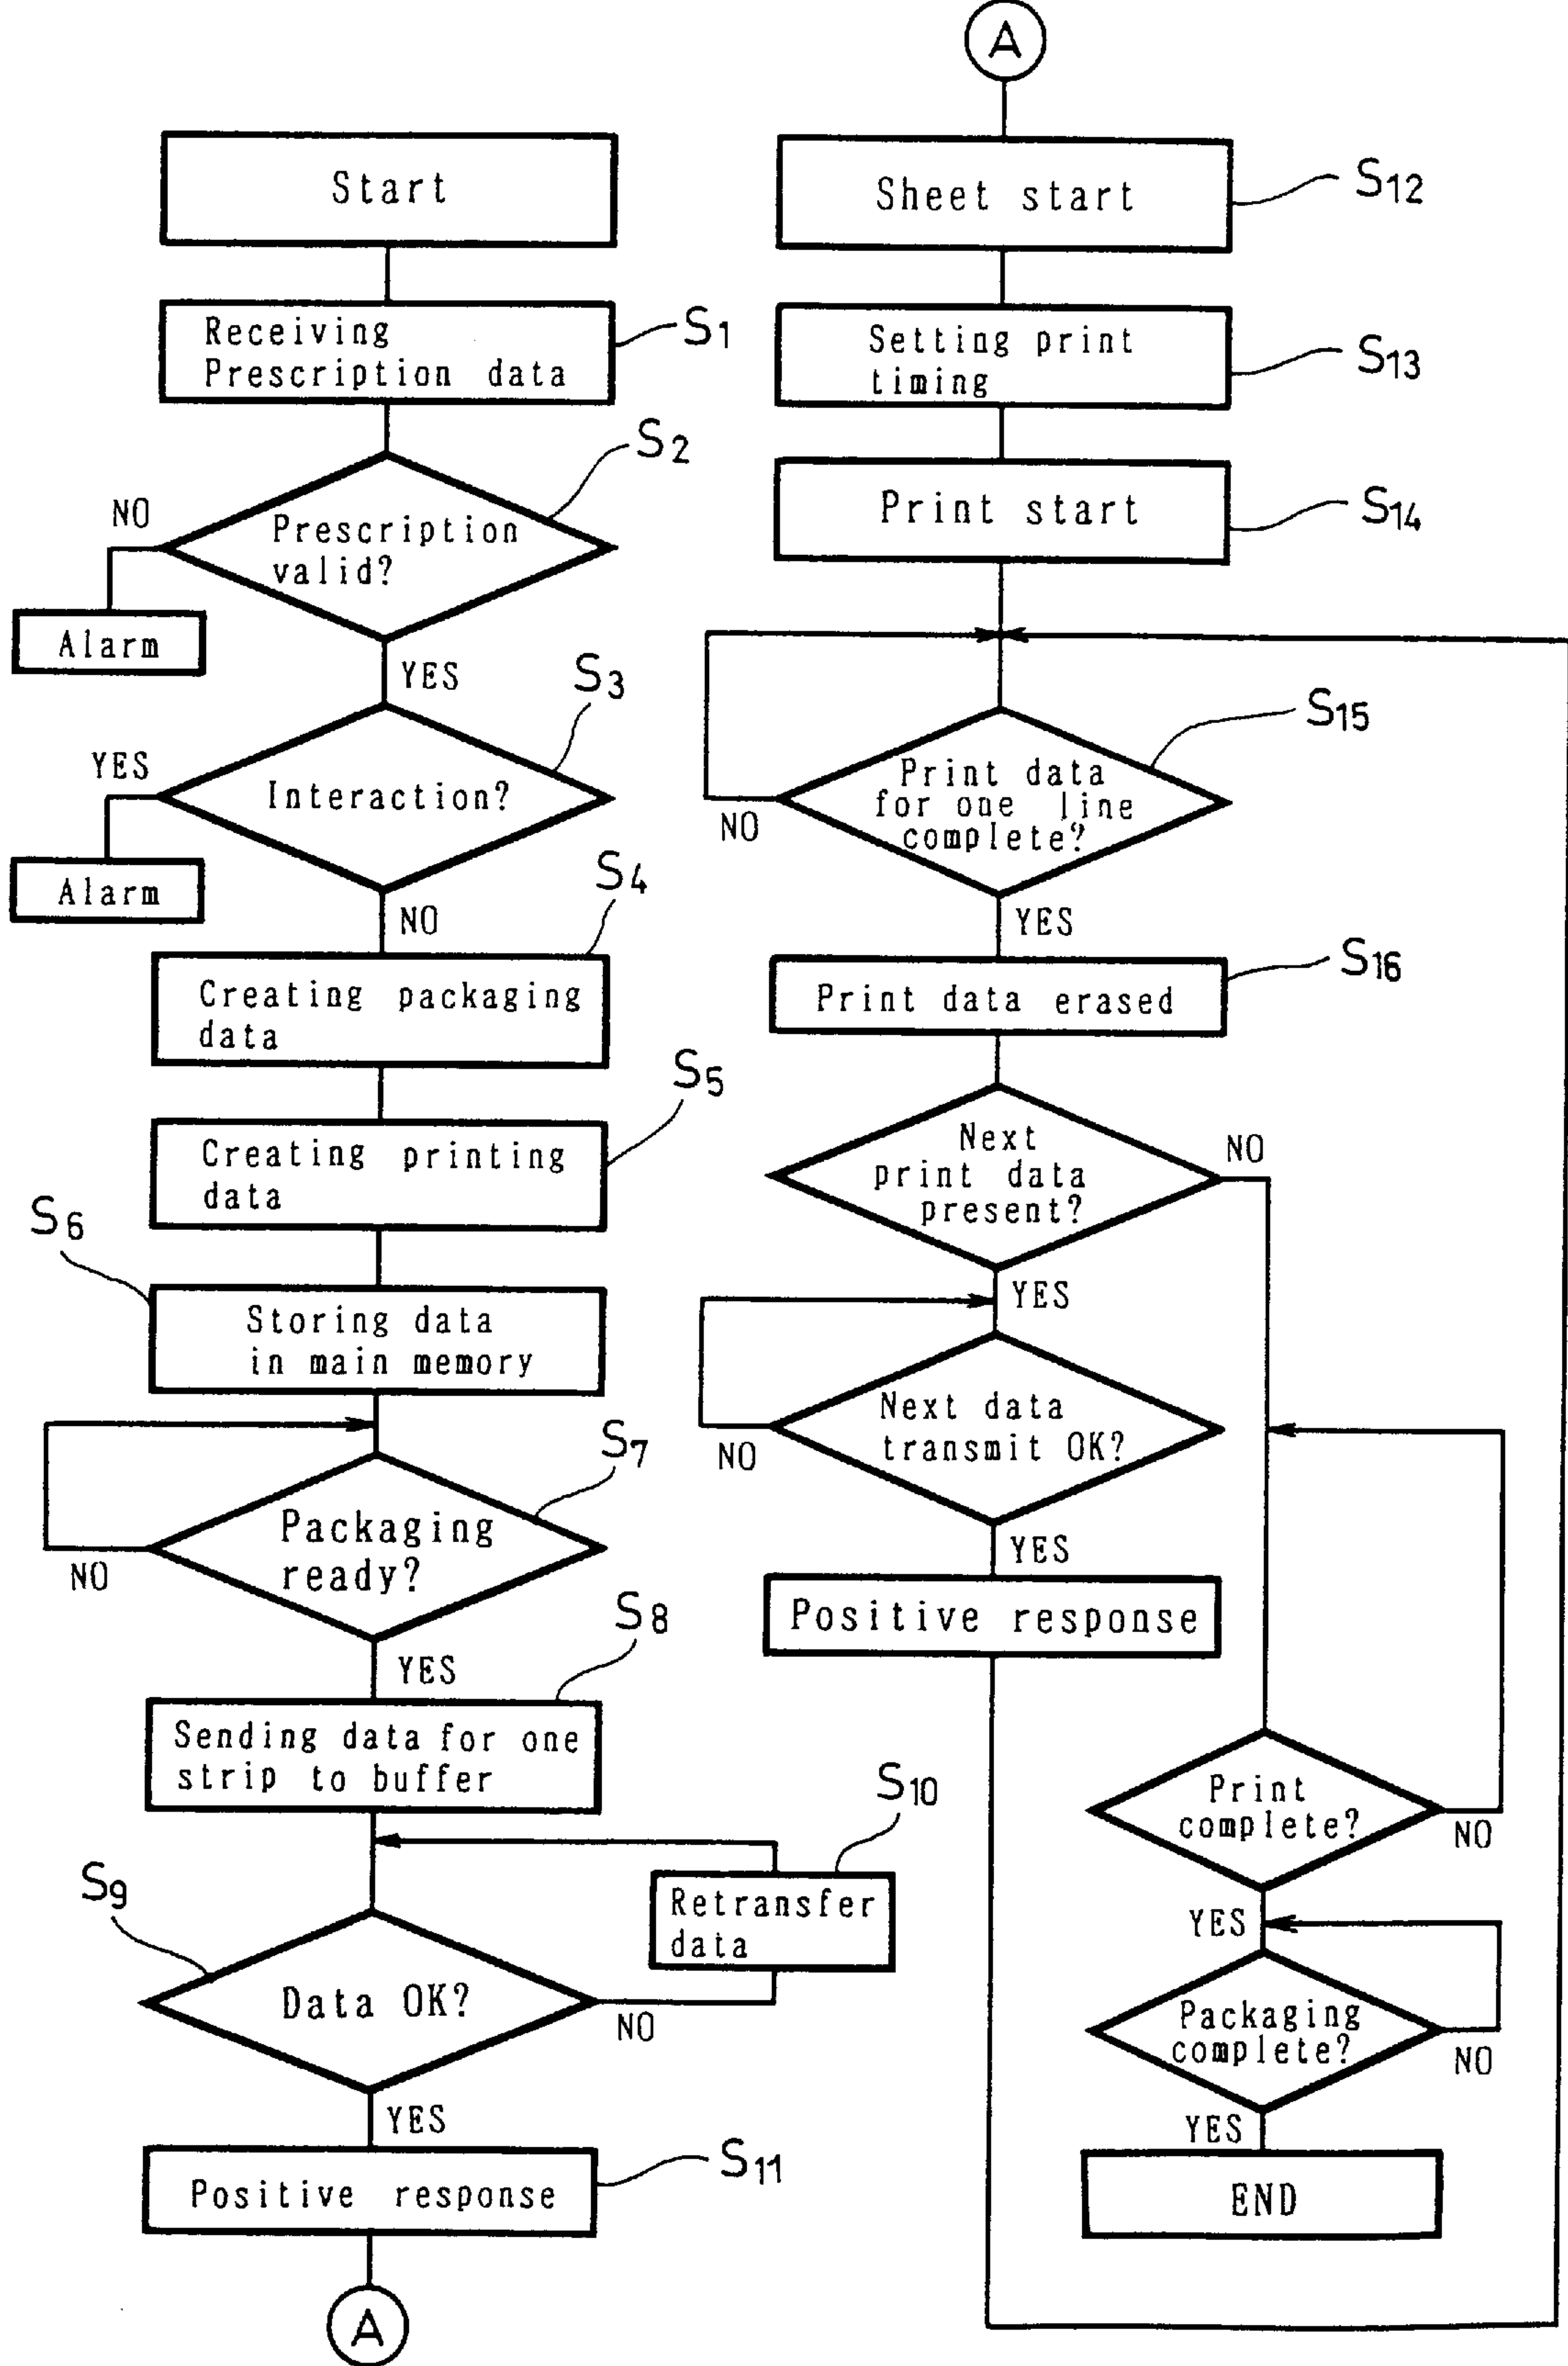 Start
Receiving
Prescription data
S1
S2
NO
Prescription
valid?
Alarm
YES
S3
YES
Interaction?
Alarm
NO
S4
Creating packaging
data
S5
Creating printing
data
S6
Storing data
in main memory
S7
Packaging
ready?
NO
YES
S8
Sending data for one
strip to buffer
S10
Retransfer
data
S9
Data OK?
NO
YES
Positive response
S11
A
A
Sheet start
S12
Setting print
timing
S13
Print start
S14
S15
Print data
for one line
complete?
NO
YES
S16
Print data erased
Next
print data
present?
NO
YES
Next data
transmit OK?
NO
YES
Positive response
Print
complete?
NO
YES
Packaging
complete?
NO
YES
END